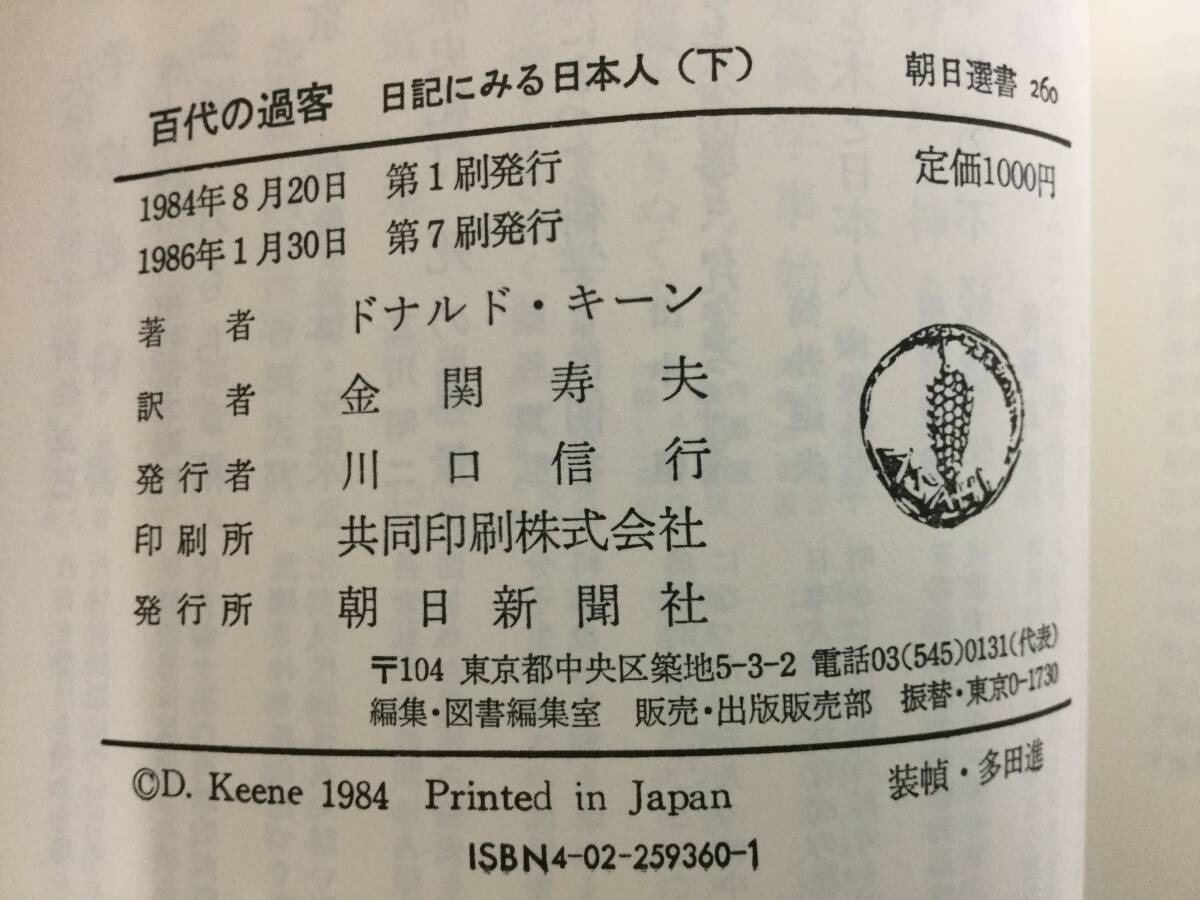 百代の過客 日記にみる日本人(下) 朝日選書 260
1984年8月20日 第1刷発行 定価1000円
1986年1月30日 第7刷発行
著者 ドナルド・キーン
訳者 金関寿夫
発行者 川口信行
印刷所 共同印刷株式会社
発行所 朝日新聞社
〒104 東京都中央区築地5-3-2 電話03(545)0131(代表)
編集・図書編集室 販売・出版販売部 振替・東京0-1730
©D. Keene 1984 Printed in Japan 装幀・多田進
ISBN4-02-259360-1